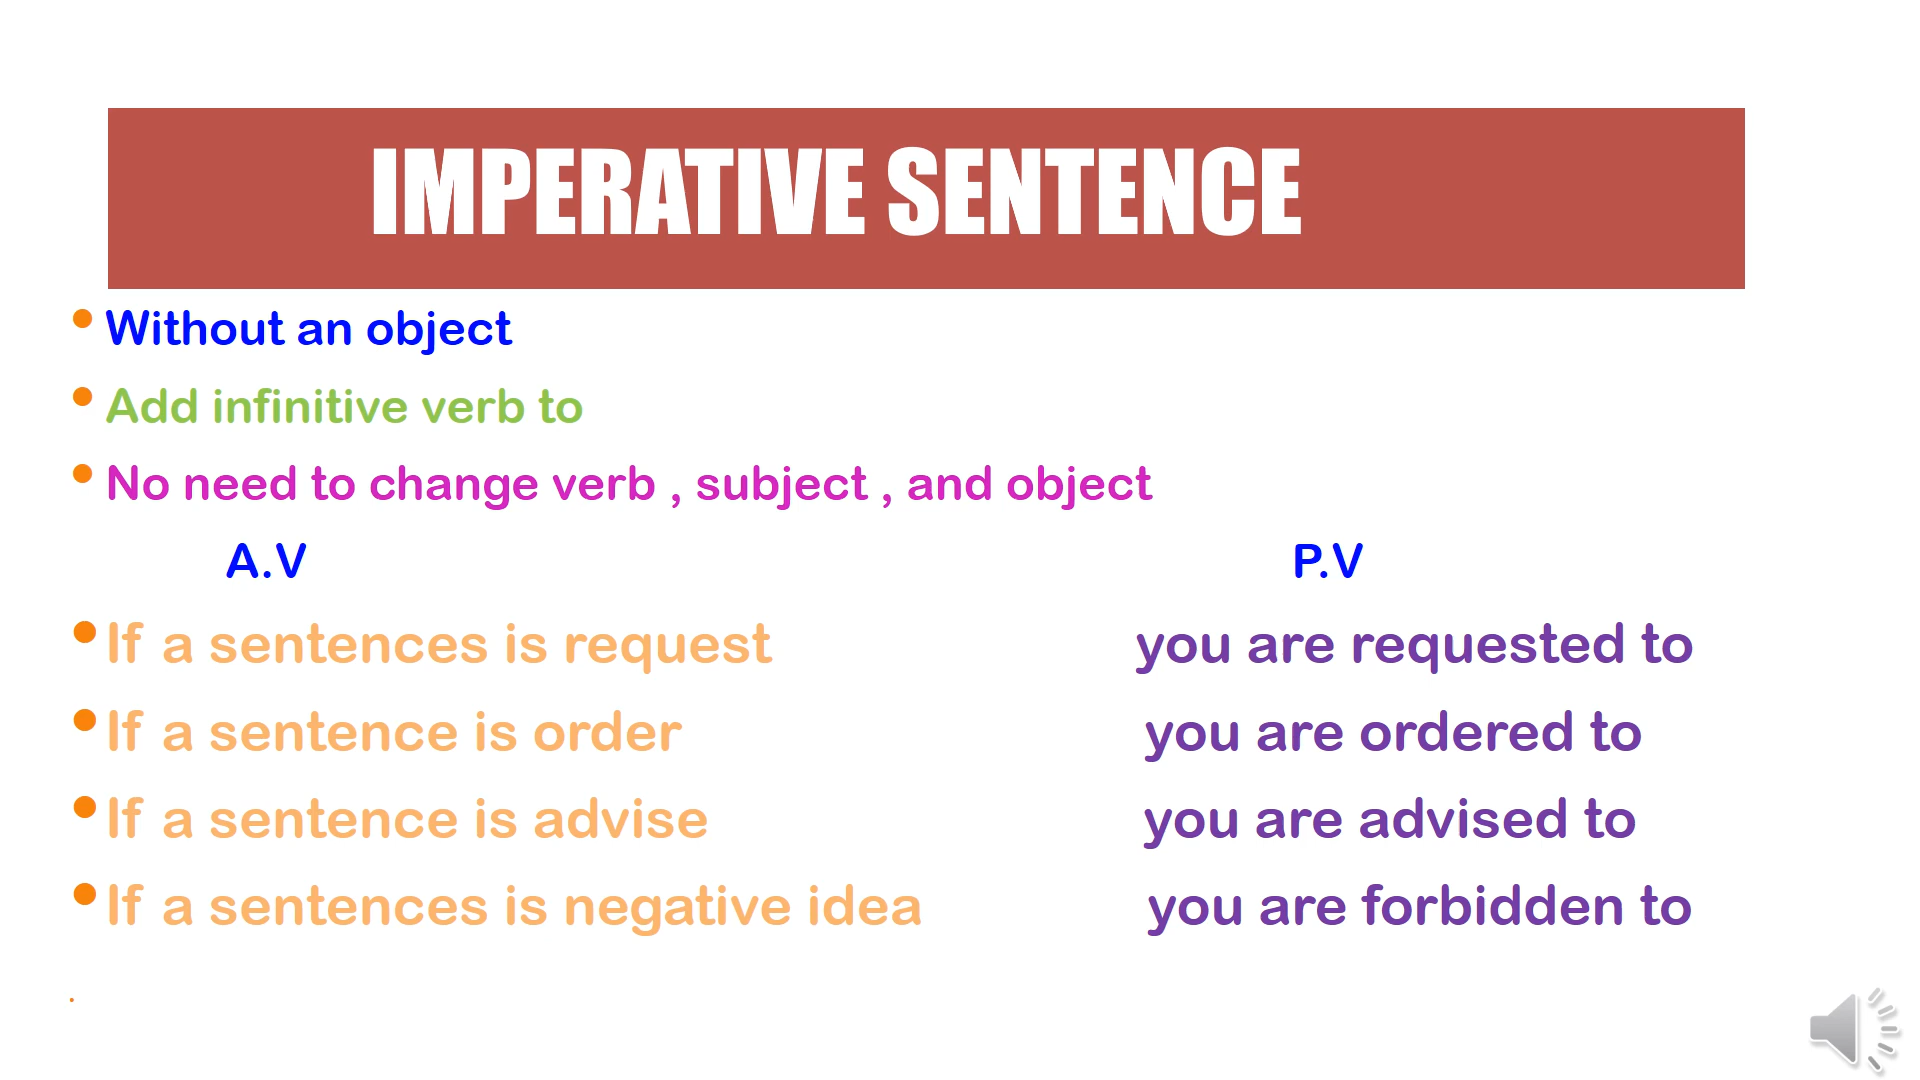 IMPERATIVE SENTENCE
• Without an object
• Add infinitive verb to
• No need to change verb , subject , and object
A.V P.V
• If a sentences is request you are requested to
• If a sentence is order you are ordered to
• If a sentence is advise you are advised to
• If a sentences is negative idea you are forbidden to